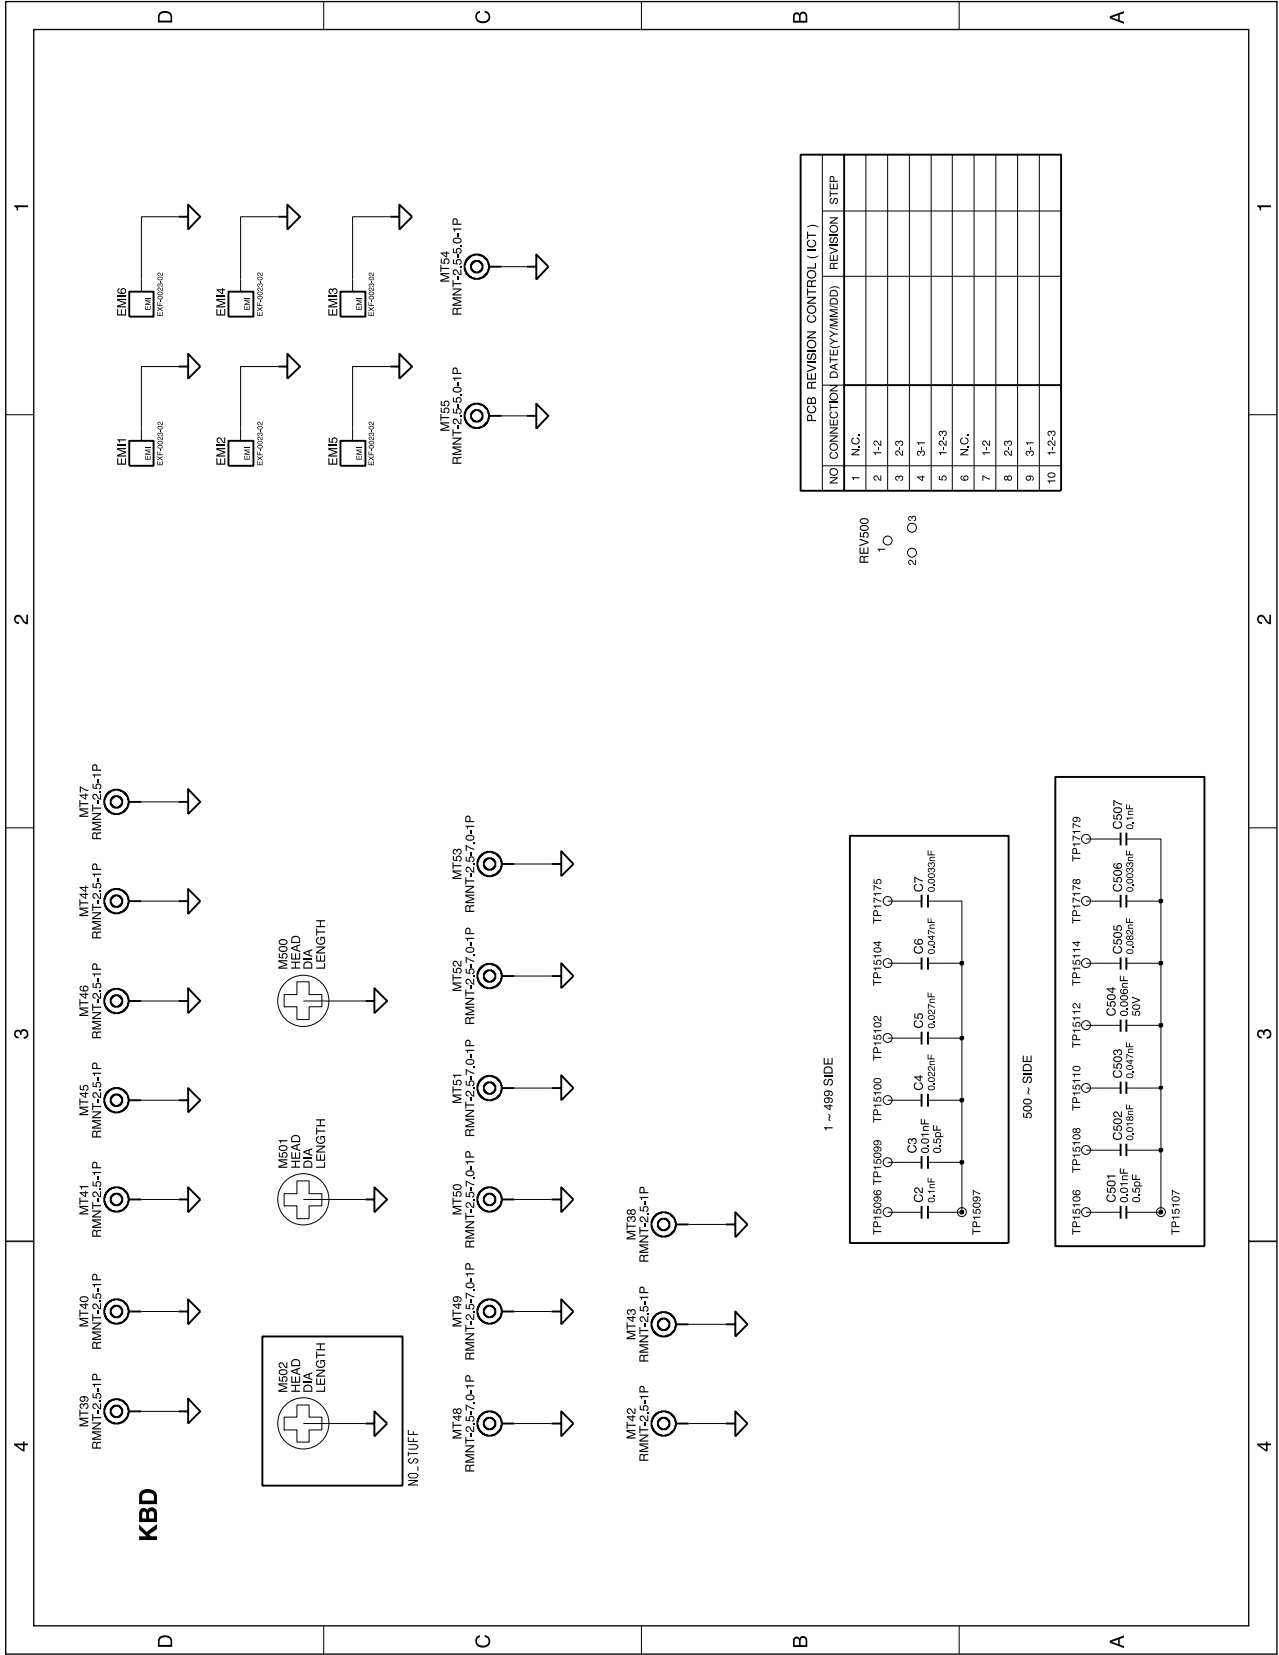 4
3
2
1
D
C
B
A
KBD
MT39
RMNT-2.5-1P
MT40
RMNT-2.5-1P
MT41
RMNT-2.5-1P
MT45
RMNT-2.5-1P
MT46
RMNT-2.5-1P
MT44
RMNT-2.5-1P
MT47
RMNT-2.5-1P
EMI1
EMI
EXF-0023-02
EMI6
EMI
EXF-0023-02
EMI2
EMI
EXF-0023-02
EMI4
EMI
EXF-0023-02
EMI5
EMI
EXF-0023-02
EMI3
EMI
EXF-0023-02
M502
HEAD
DIA
LENGTH
NO_STUFF
M501
HEAD
DIA
LENGTH
M500
HEAD
DIA
LENGTH
MT48
RMNT-2.5-7.0-1P
MT49
RMNT-2.5-7.0-1P
MT50
RMNT-2.5-7.0-1P
MT51
RMNT-2.5-7.0-1P
MT52
RMNT-2.5-7.0-1P
MT53
RMNT-2.5-7.0-1P
MT55
RMNT-2.5-5.0-1P
MT54
RMNT-2.5-5.0-1P
MT42
RMNT-2.5-1P
MT43
RMNT-2.5-1P
MT38
RMNT-2.5-1P
1 ~ 499 SIDE
TP15096 TP15099 TP15100 TP15102 TP15104 TP17175
C2
0.1nF
C3
0.01nF
0.5pF
C4
0.022nF
C5
0.027nF
C6
0.047nF
C7
0.0033nF
TP15097
500 ~ SIDE
TP15106 TP15108 TP15110 TP15112 TP15114 TP17178 TP17179
C501
0.01nF
0.5pF
C502
0.018nF
C503
0.047nF
C504
0.006nF
50V
C505
0.082nF
C506
0.0033nF
C507
0.1nF
TP15107
REV500
1
2 3
PCB REVISION CONTROL ( ICT )
NO CONNECTION DATE(YY/MM/DD) REVISION STEP
1 N.C.
2 1-2
3 2-3
4 3-1
5 1-2-3
6 N.C.
7 1-2
8 2-3
9 3-1
10 1-2-3
D
C
B
A
4
3
2
1